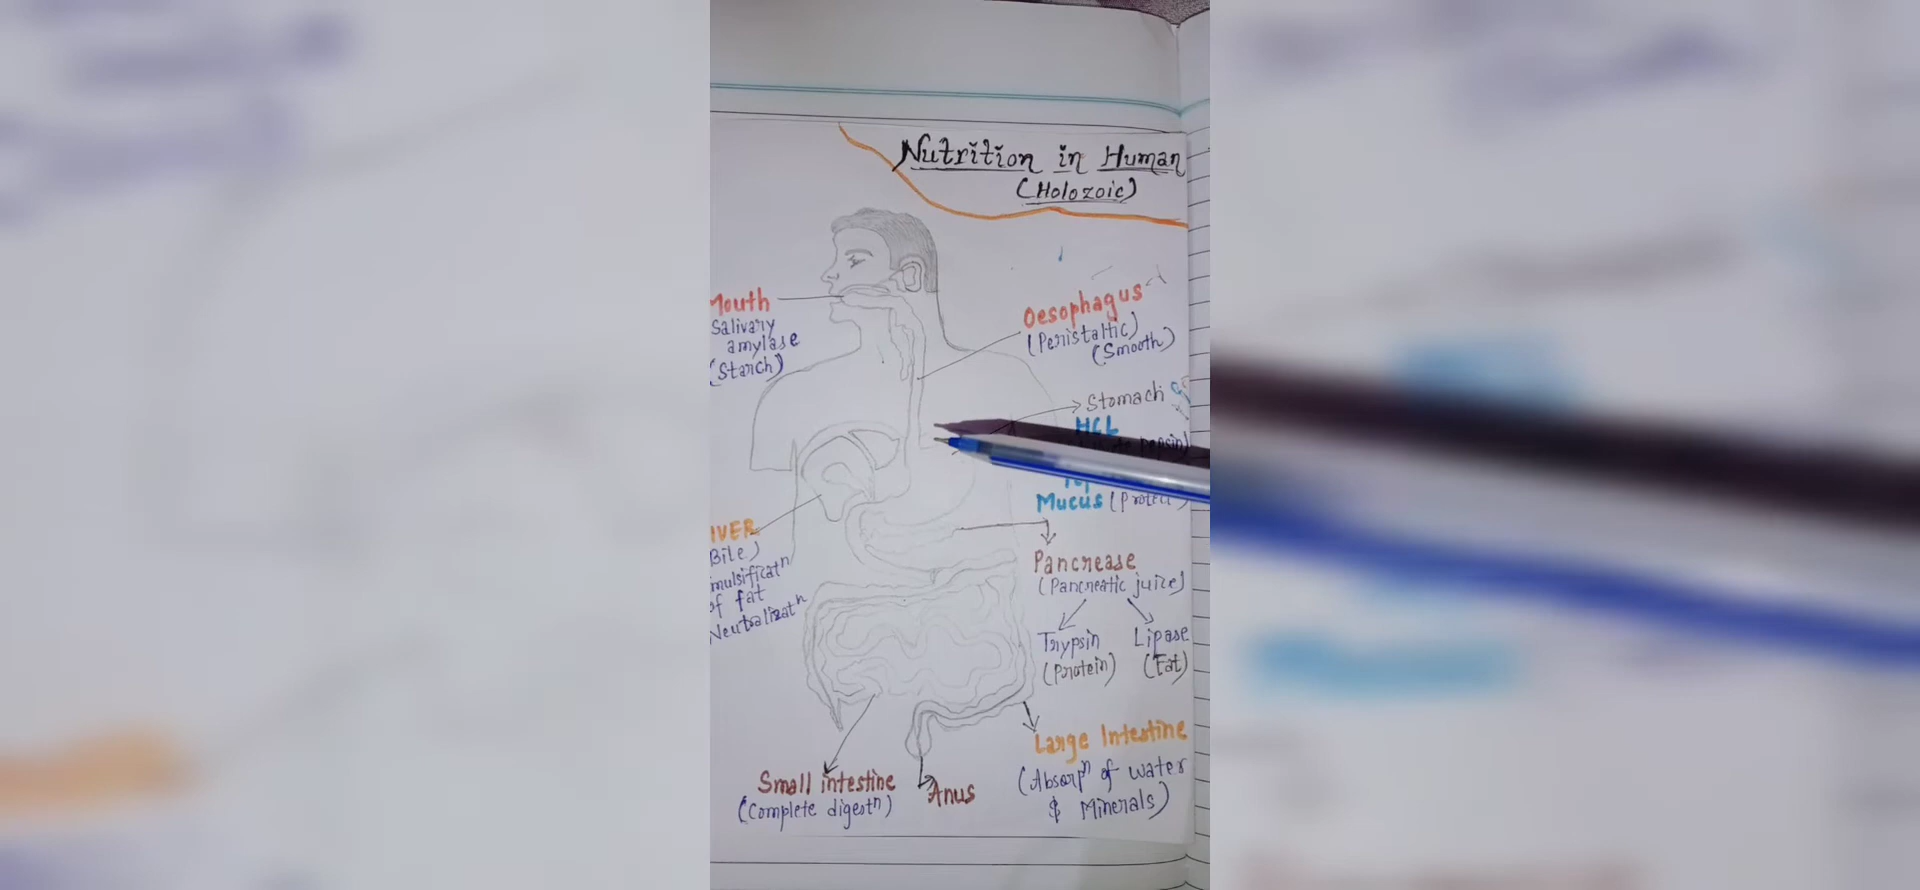 Nutrition in Human
(Holozoic)
Mouth
Salivary
amylase
(Starch)
Oesophagus
(Peristaltic)
(Smooth)
Stomach
HCL
pepsin)
Mucus (Protect)
IVER
Bile)
mulsificatn
of fat
Neutralizatn
Pancrease
(Pancreatic juice)
Trypsin
(Protein)
Lipase
(Fat)
Large Intestine
(Absorpn of water
& Minerals)
Small intestine
(Complete digestn)
Anus